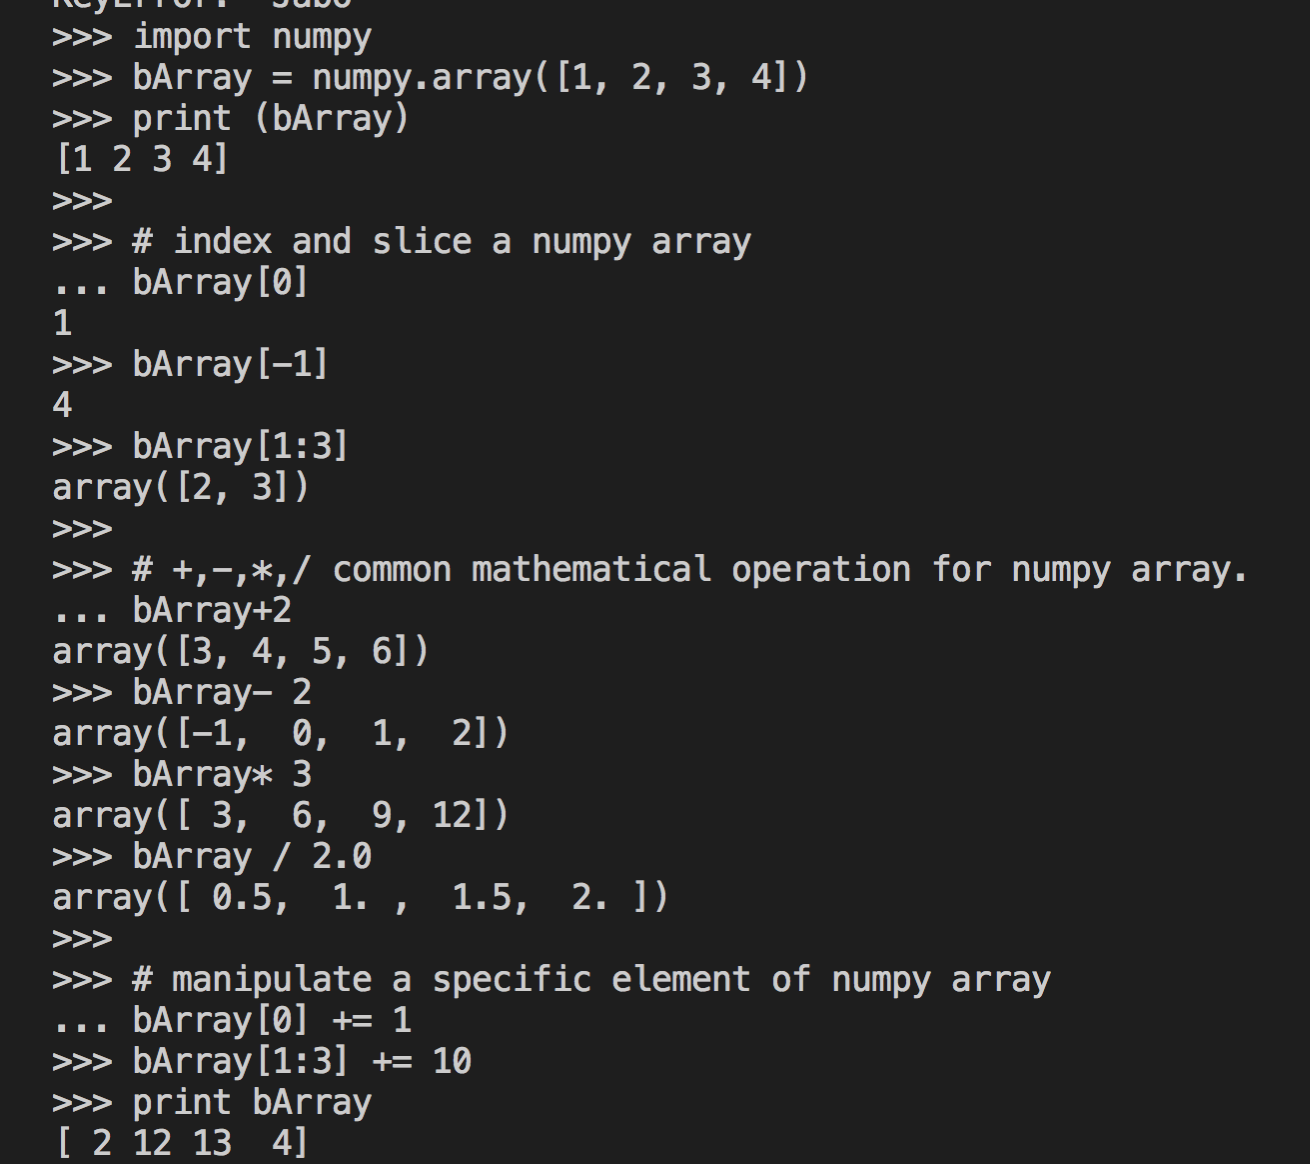 KeyError: 'Jabo'
>>> import numpy
>>> bArray = numpy.array([1, 2, 3, 4])
>>> print (bArray)
[1 2 3 4]
>>>
>>> # index and slice a numpy array
... bArray[0]
1
>>> bArray[-1]
4
>>> bArray[1:3]
array([2, 3])
>>>
>>> # +,-,*,/ common mathematical operation for numpy array.
... bArray+2
array([3, 4, 5, 6])
>>> bArray- 2
array([-1,  0,  1,  2])
>>> bArray* 3
array([ 3,  6,  9, 12])
>>> bArray / 2.0
array([ 0.5,  1. ,  1.5,  2. ])
>>>
>>> # manipulate a specific element of numpy array
... bArray[0] += 1
>>> bArray[1:3] += 10
>>> print bArray
[ 2 12 13  4]